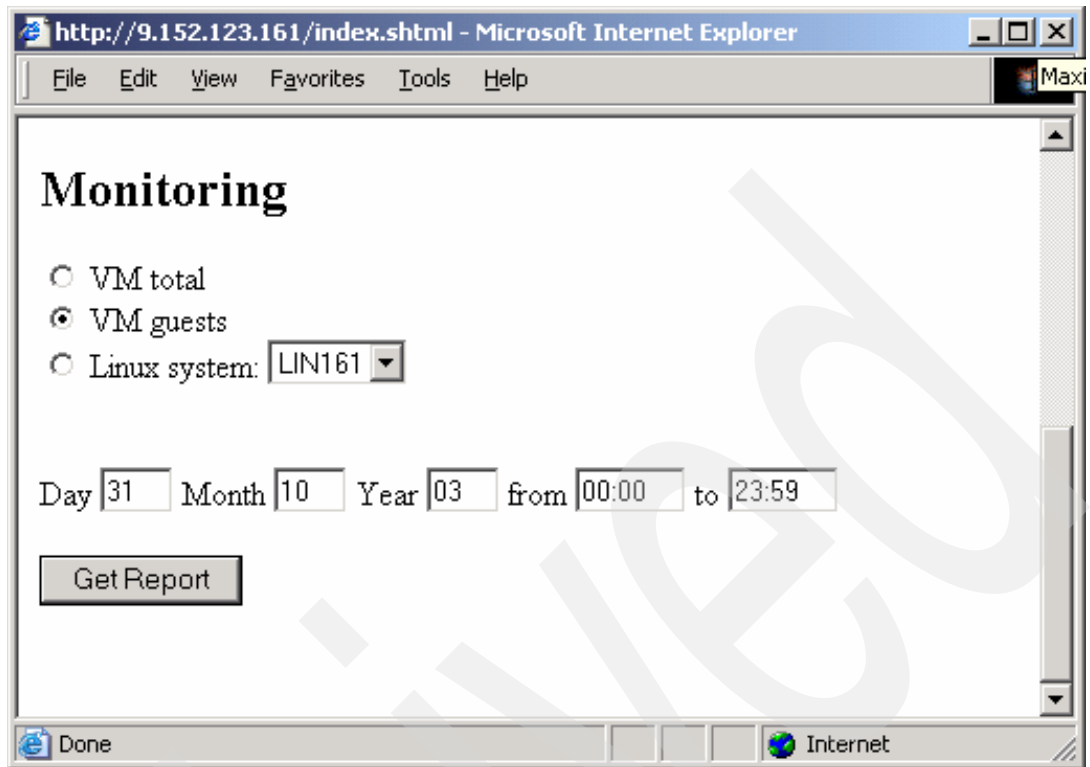 http://9.152.123.161/index.shtml - Microsoft Internet Explorer
File Edit View Favorites Tools Help
Maxi
Monitoring
VM total
VM guests
Linux system: LIN161
Day 31 Month 10 Year 03 from 00:00 to 23:59
Get Report
Done Internet
ived